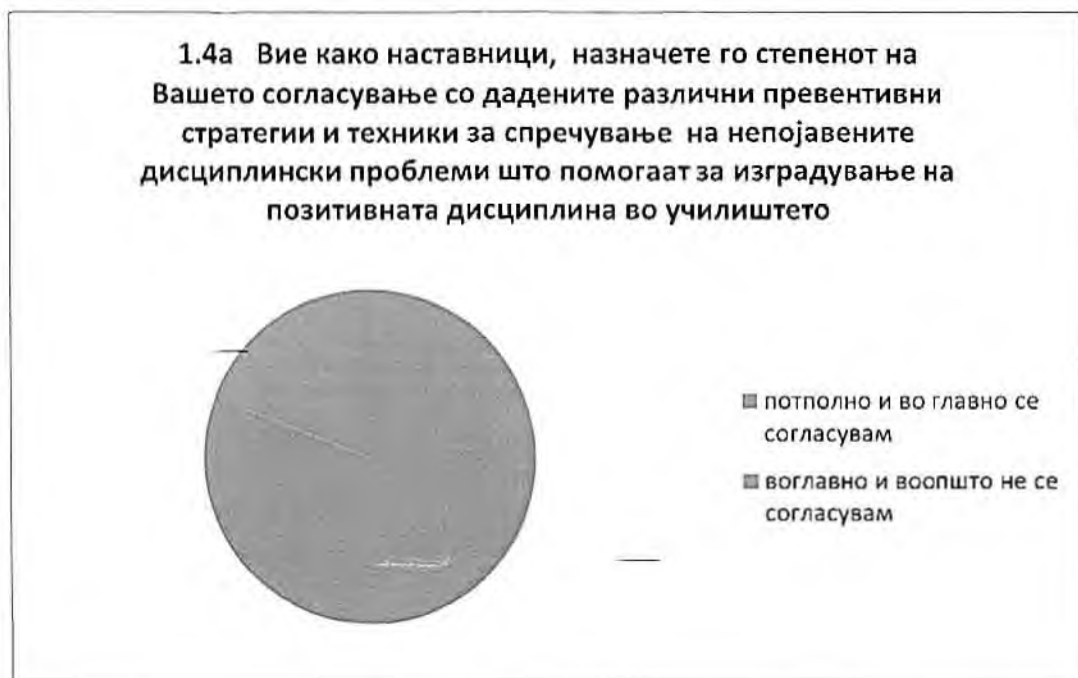 1.4а Вие како наставници, назначете го степенот на
Вашето согласување со дадените различни превентивни
стратегии и техники за спречување на непојавените
дисциплински проблеми што помогаат за изградување на
позитивната дисциплина во училиштето
потполно и во главно се
согласувам
воглавно и воопшто не се
согласувам